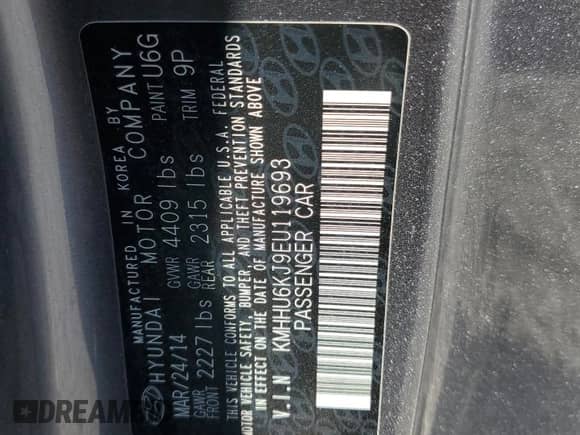 MANUFACTURED IN KOREA BY
HYUNDAI MOTOR COMPANY
MAR/24/14 GVWR 4409 lbs PAINT U6G
GAWR FRONT 2227 lbs GAWR REAR 2315 lbs TRIM 9P
THIS VEHICLE CONFORMS TO ALL APPLICABLE U.S.A. FEDERAL
MOTOR VEHICLE SAFETY, BUMPER, AND THEFT PREVENTION STANDARDS
IN EFFECT ON THE DATE OF MANUFACTURE SHOWN ABOVE
V.I.N KMHHU6KJ9EU119693
PASSENGER CAR
DREAM